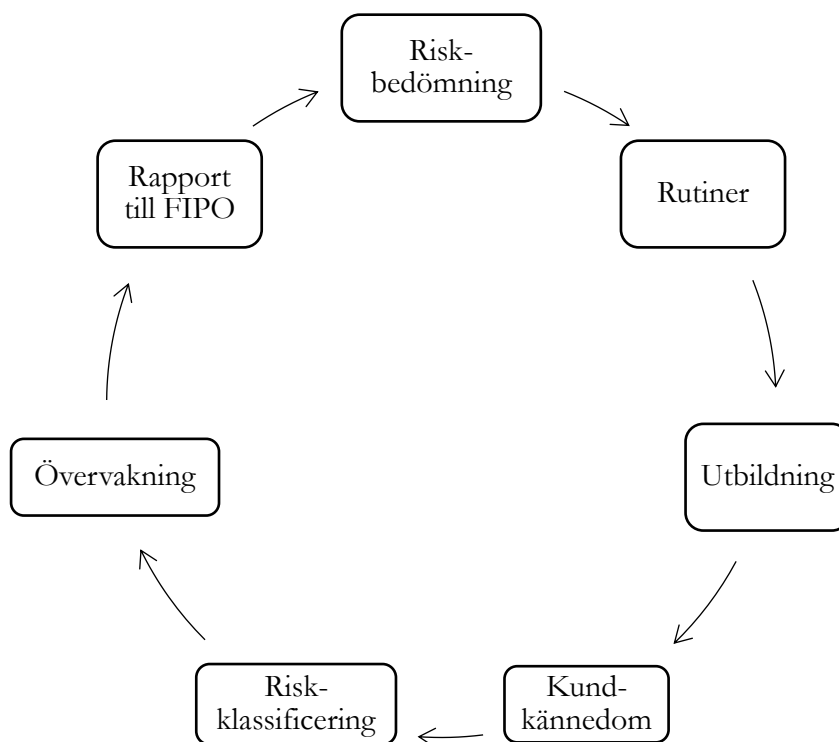 Risk-
bedömning
Rutiner
Utbildning
Kund-
kännedom
Risk-
klassificering
Övervakning
Rapport
till FIPO